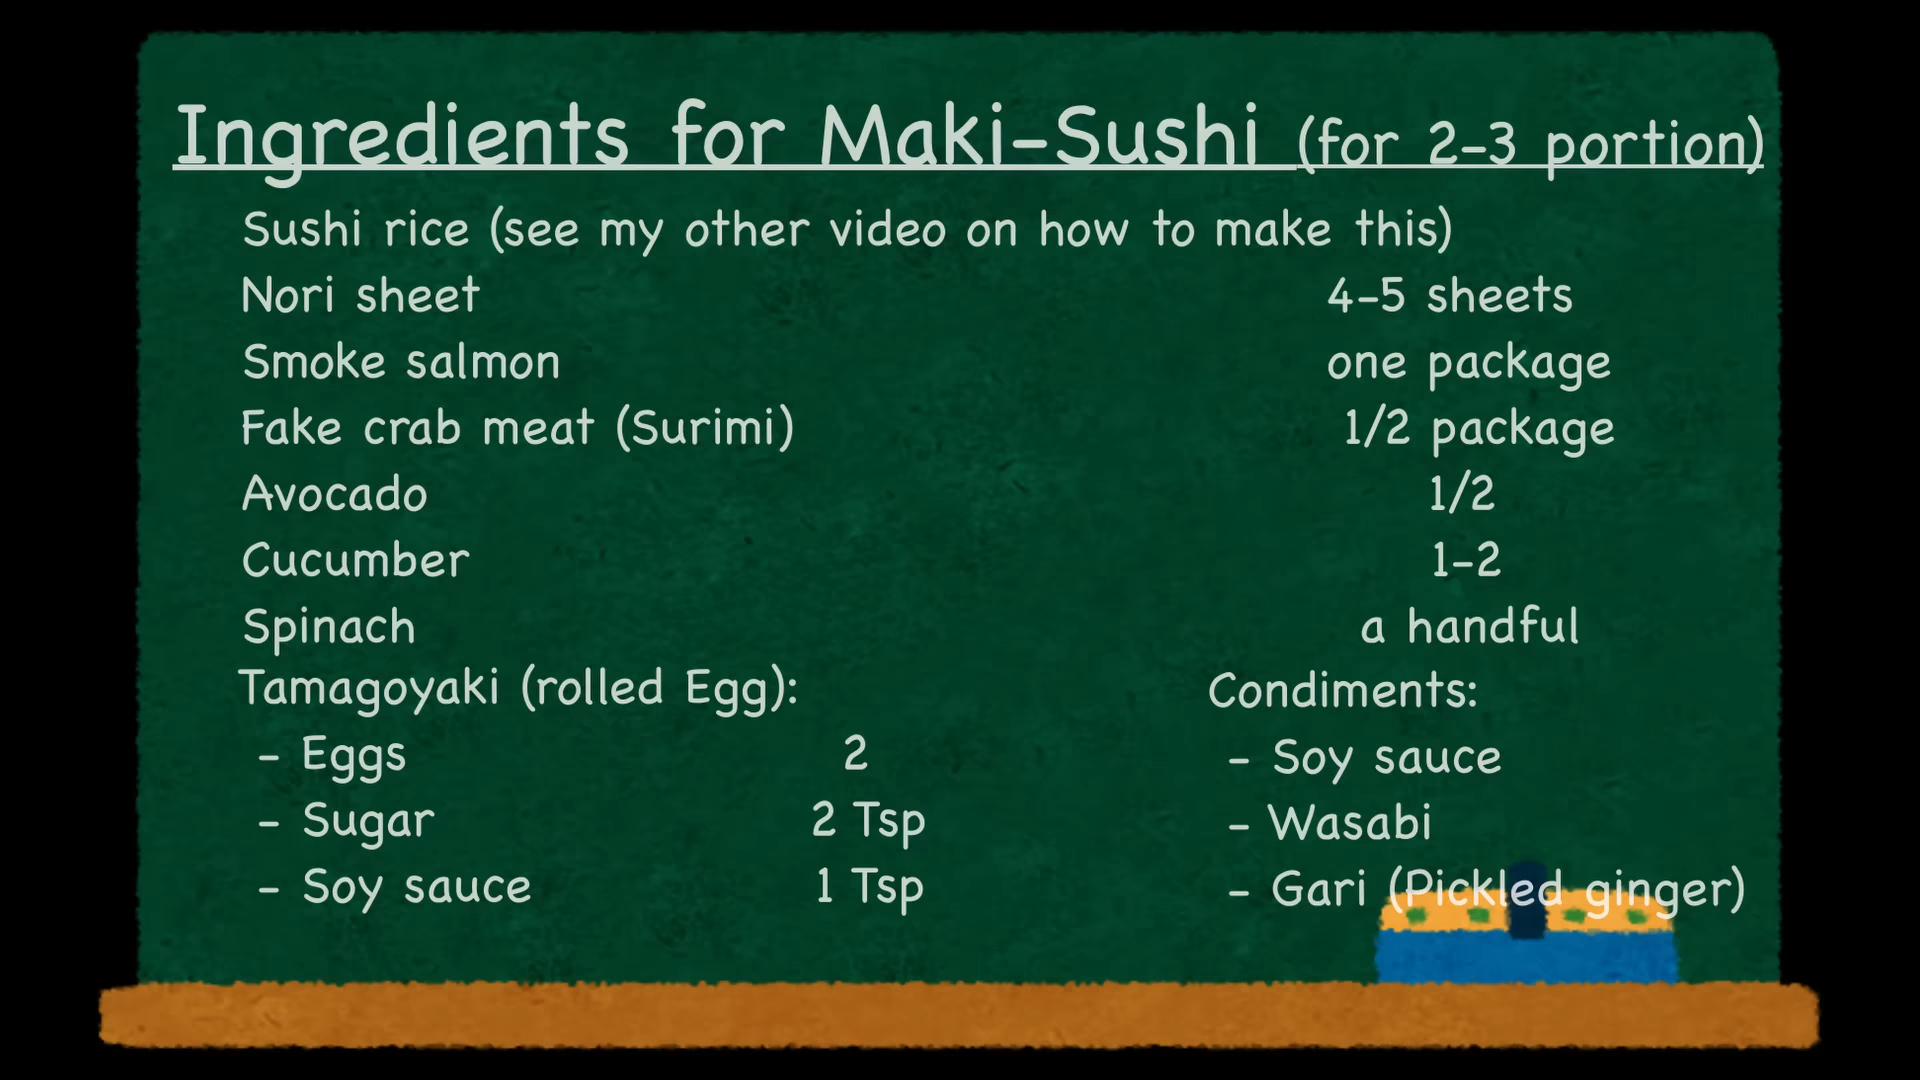 Ingredients for Maki-Sushi (for 2-3 portion)
Sushi rice (see my other video on how to make this)
Nori sheet 4-5 sheets
Smoke salmon one package
Fake crab meat (Surimi) 1/2 package
Avocado 1/2
Cucumber 1-2
Spinach a handful
Tamagoyaki (rolled Egg):
- Eggs 2
- Sugar 2 Tsp
- Soy sauce 1 Tsp
Condiments:
- Soy sauce
- Wasabi
- Gari (Pickled ginger)